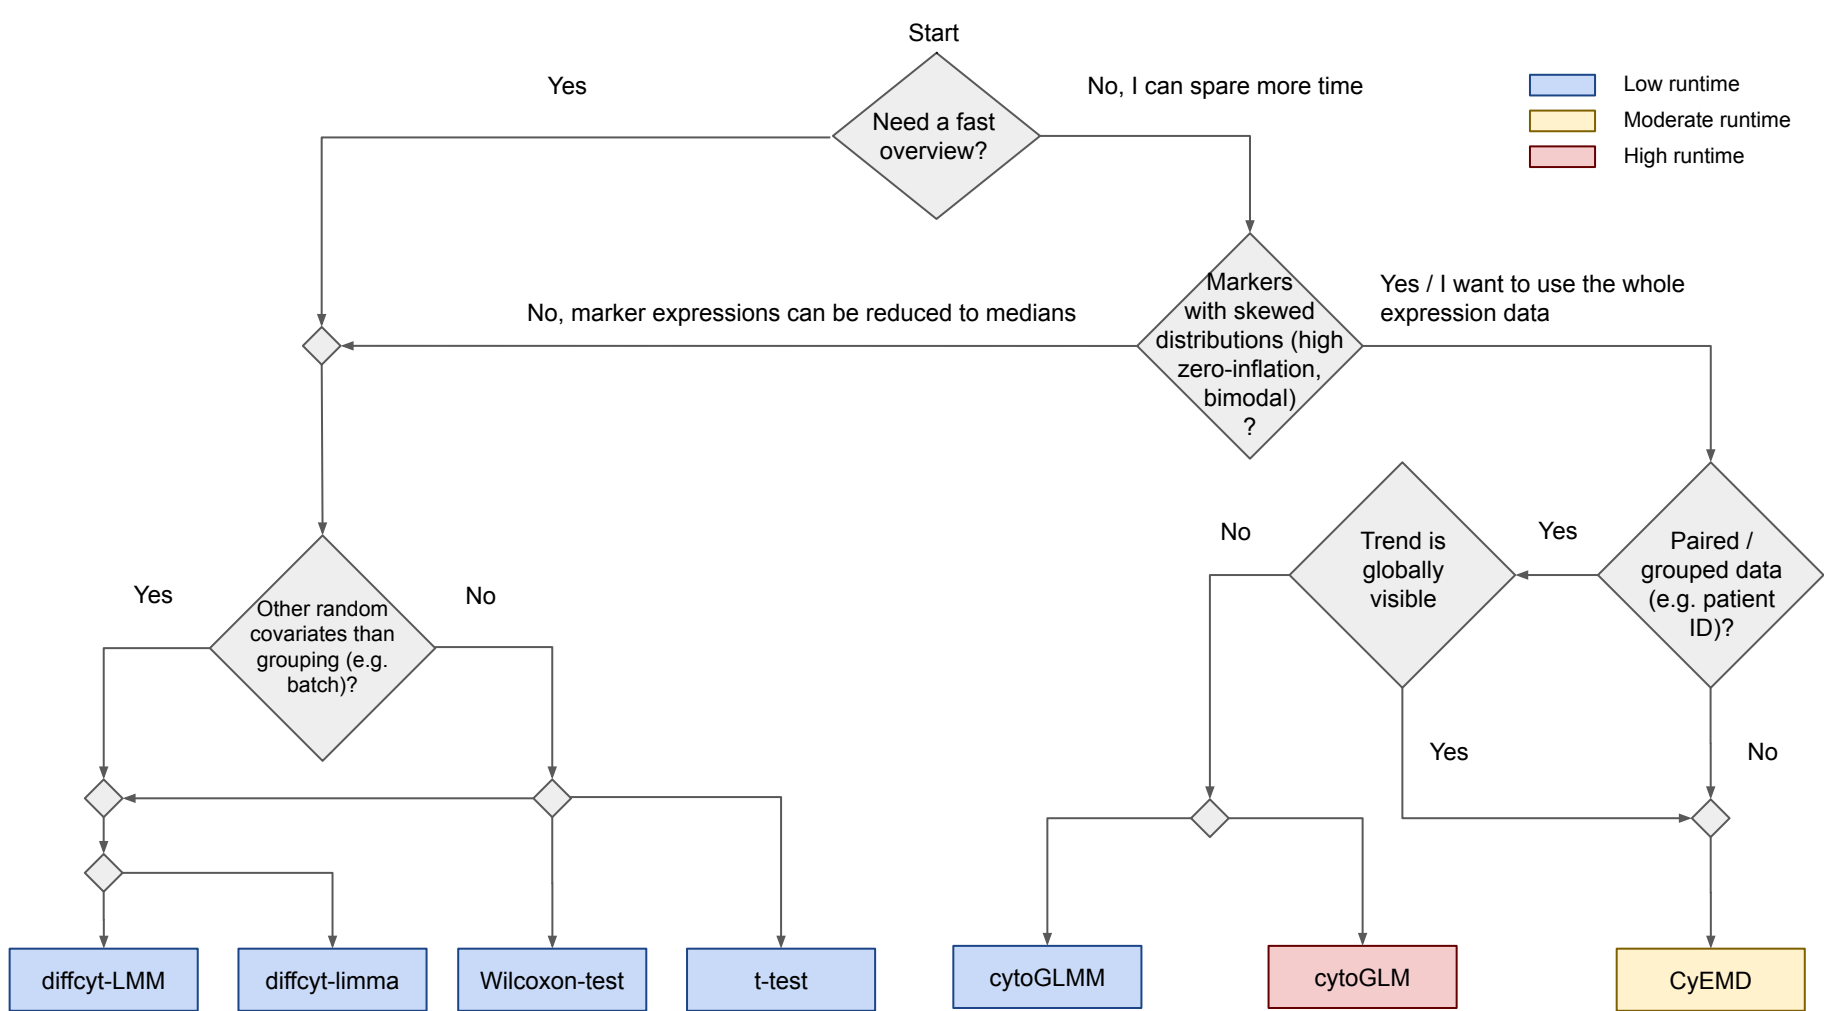 Start
Yes
No, I can spare more time
Need a fast
overview?
Low runtime
Moderate runtime
High runtime
Markers
with skewed
distributions (high
zero-inflation,
bimodal)
?
No, marker expressions can be reduced to medians
Yes / I want to use the whole
expression data
No
Trend is
globally
visible
Yes
Paired /
grouped data
(e.g. patient
ID)?
Yes
Other random
covariates than
grouping (e.g.
batch)?
No
Yes
No
diffcyt-LMM
diffcyt-limma
Wilcoxon-test
t-test
cytoGLMM
cytoGLM
CyEMD